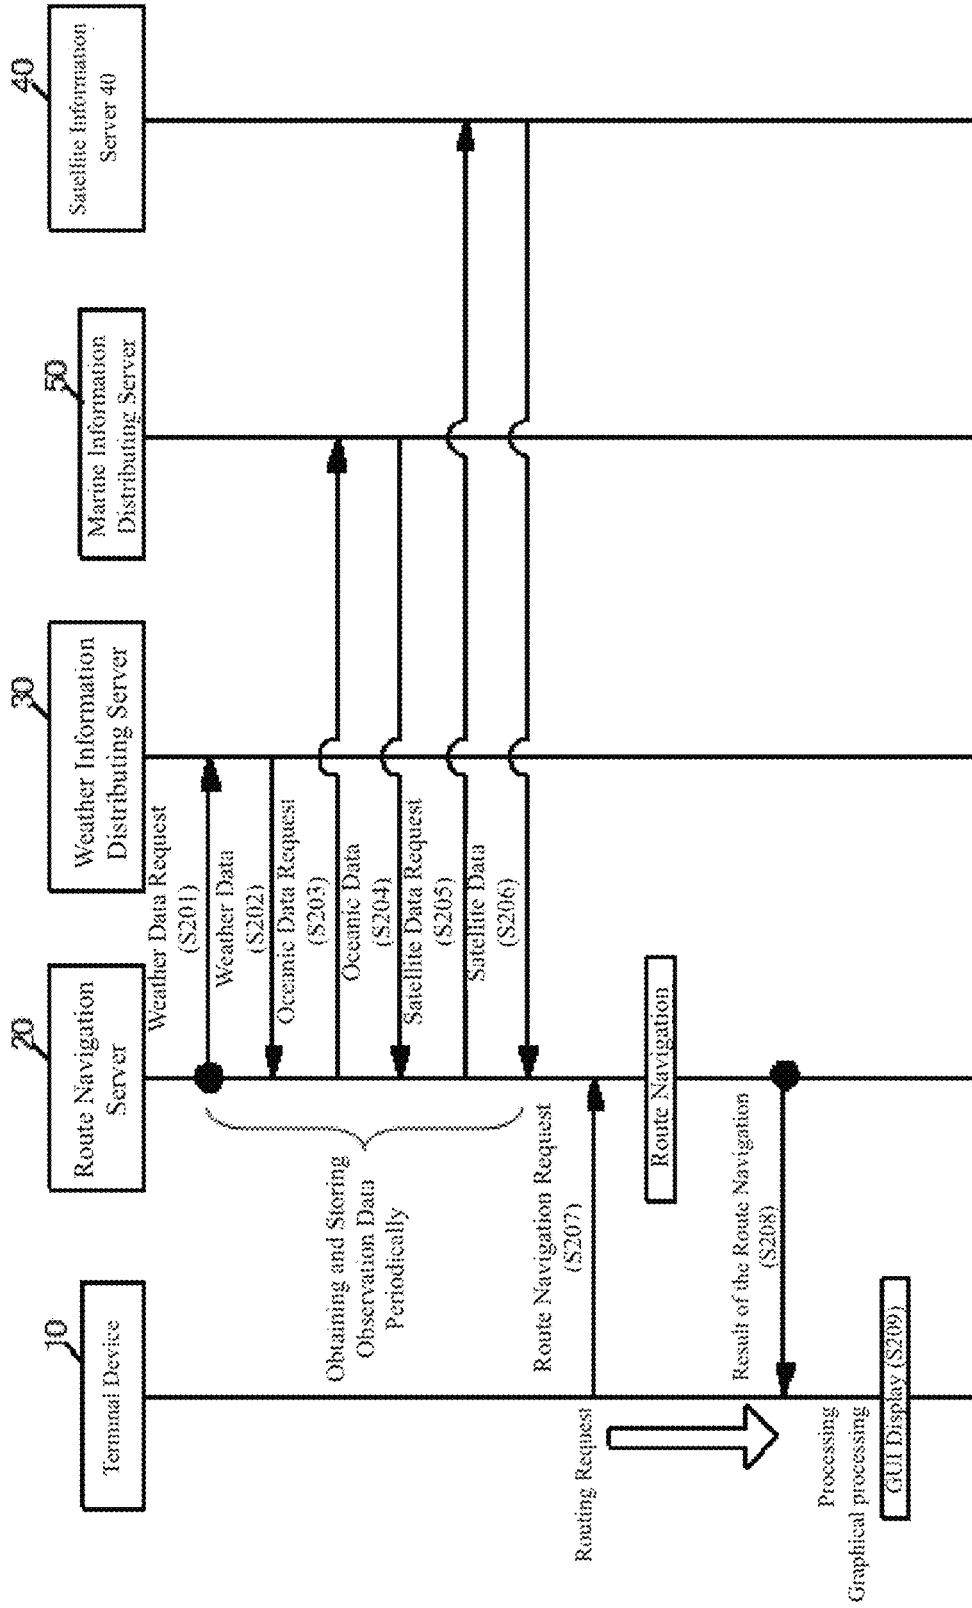 10
Terminal Device
20
Route Navigation
Server
30
Weather Information
Distributing Server
50
Marine Information
Distributing Server
40
Satellite Information
Server 40
Weather Data Request
(S201)
Weather Data
(S202)
Oceanic Data Request
(S203)
Oceanic Data
(S204)
Satellite Data Request
(S205)
Satellite Data
(S206)
Obtaining and Storing
Observation Data
Periodically
Route Navigation Request
(S207)
Routing Request
Route Navigation
Result of the Route Navigation
(S208)
Processing
Graphical processing
GUI Display (S209)